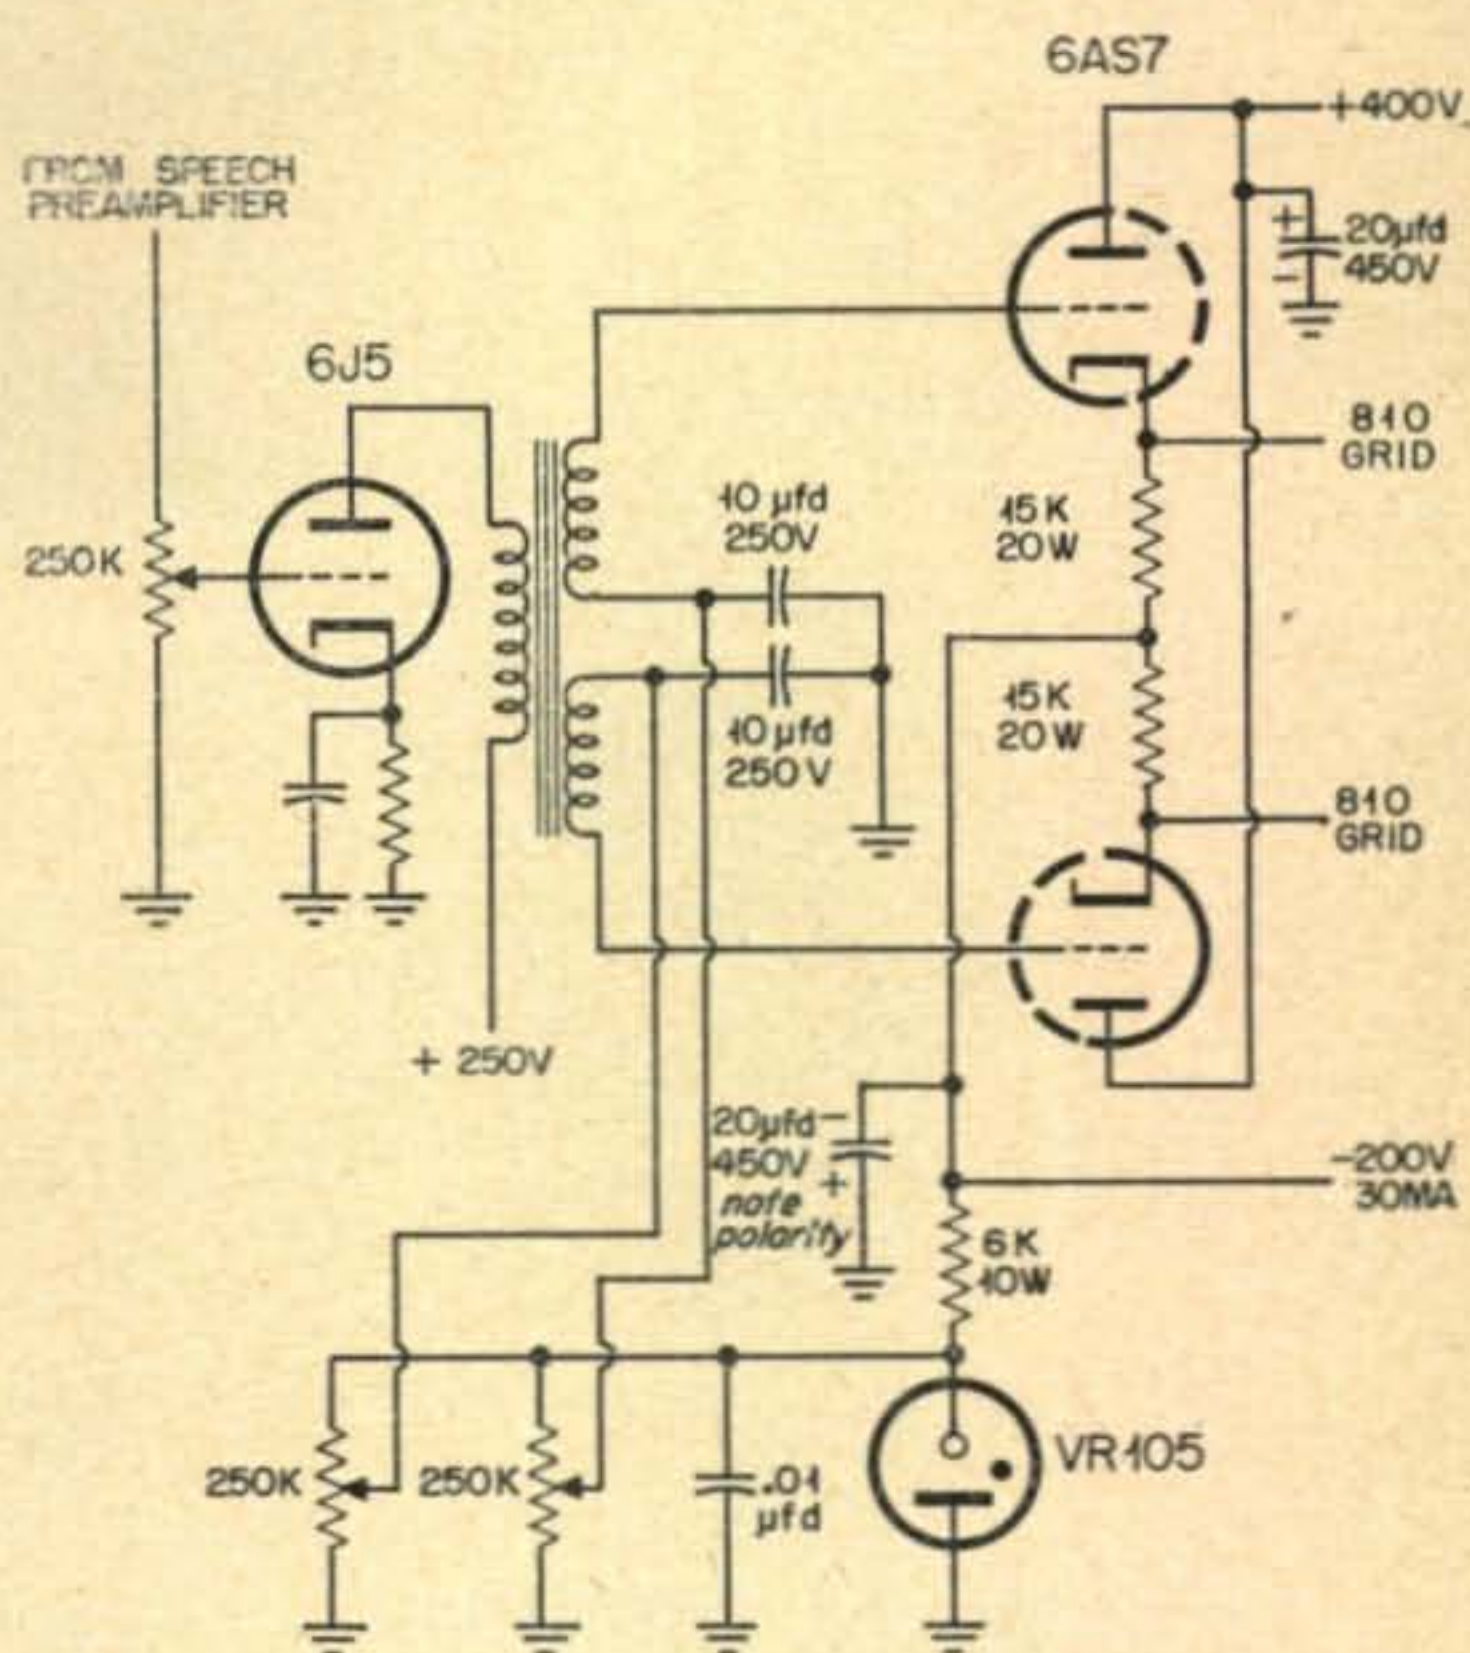 6AS7
+400V
FROM SPEECH
PREAMPLIFIER
+
20µfd
450V
-
6J5
810
GRID
10 µfd
250V
15K
20W
250K
15K
20W
10 µfd
250V
810
GRID
+ 250V
20µfd
-
450V
+
note
polarity
-200V
30MA
6K
10W
250K
250K
.01
µfd
VR105